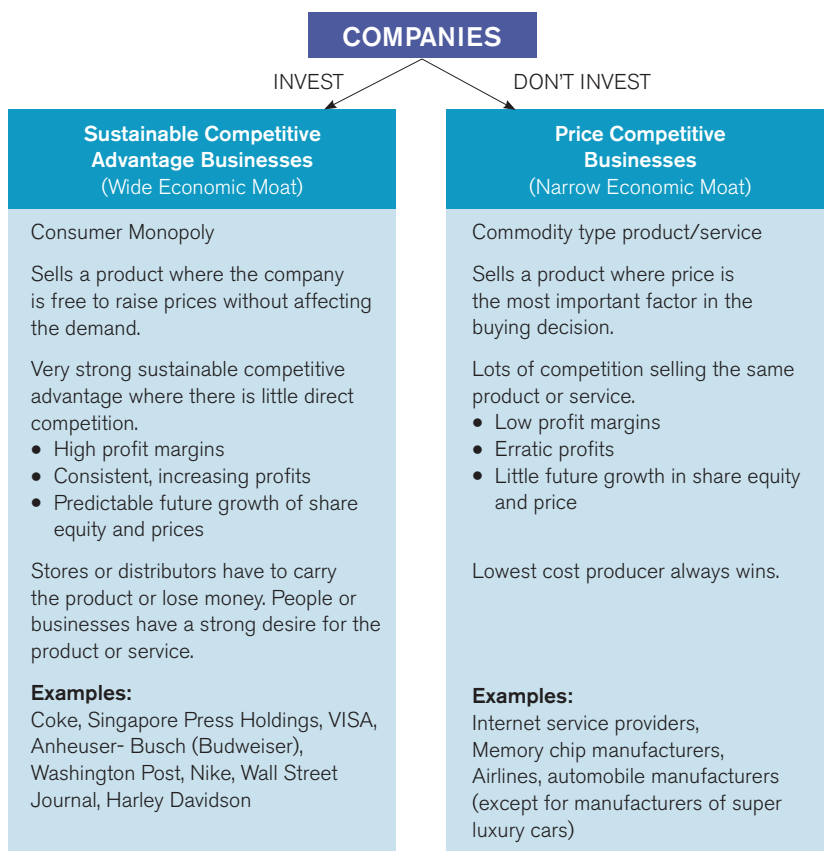 COMPANIES
INVEST
DON'T INVEST
Sustainable Competitive
Advantage Businesses
(Wide Economic Moat)
Consumer Monopoly
Sells a product where the company
is free to raise prices without affecting
the demand.
Very strong sustainable competitive
advantage where there is little direct
competition.
• High profit margins
• Consistent, increasing profits
• Predictable future growth of share
equity and prices
Stores or distributors have to carry
the product or lose money. People or
businesses have a strong desire for the
product or service.
Examples:
Coke, Singapore Press Holdings, VISA,
Anheuser- Busch (Budweiser),
Washington Post, Nike, Wall Street
Journal, Harley Davidson
Price Competitive
Businesses
(Narrow Economic Moat)
Commodity type product/service
Sells a product where price is
the most important factor in the
buying decision.
Lots of competition selling the same
product or service.
• Low profit margins
• Erratic profits
• Little future growth in share equity
and price
Lowest cost producer always wins.
Examples:
Internet service providers,
Memory chip manufacturers,
Airlines, automobile manufacturers
(except for manufacturers of super
luxury cars)